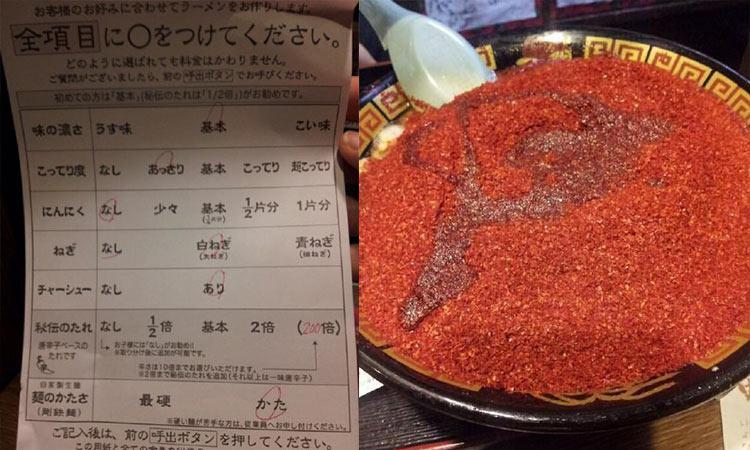 お客様のお好みに合わせてラーメンをお作りします。
全項目に○をつけてください。
どのように選ばれても料金はかわりません。
ご質問がございましたら、前の呼出ボタンでお呼びください。
初めての方は「基本」(秘伝のたれは「1/2倍」)がお勧めです。
味の濃さ うす味 基本 こい味
こってり度 なし あっさり 基本 こってり 超こってり
にんにく なし 少々 基本 1/2片分 1片分
ねぎ なし 白ねぎ 青ねぎ
(太ねぎ) (細ねぎ)
チャーシュー なし あり
秘伝のたれ なし 1/2倍 基本 2倍 (200倍)
唐辛子ベースのたれです
お子様には「なし」がお勧め!!
※取り分け後に追加が可能です。
辛さは10倍までお選びいただけます。
※2倍まで秘伝のたれを追加(それ以上は一味唐辛子)
自家製生麺
麺のかたさ 最硬 かた
(剛鉄麺)
※硬い麺が苦手な方は、従業員へお申し付けください。
ご記入後は、前の呼出ボタンを押してください。